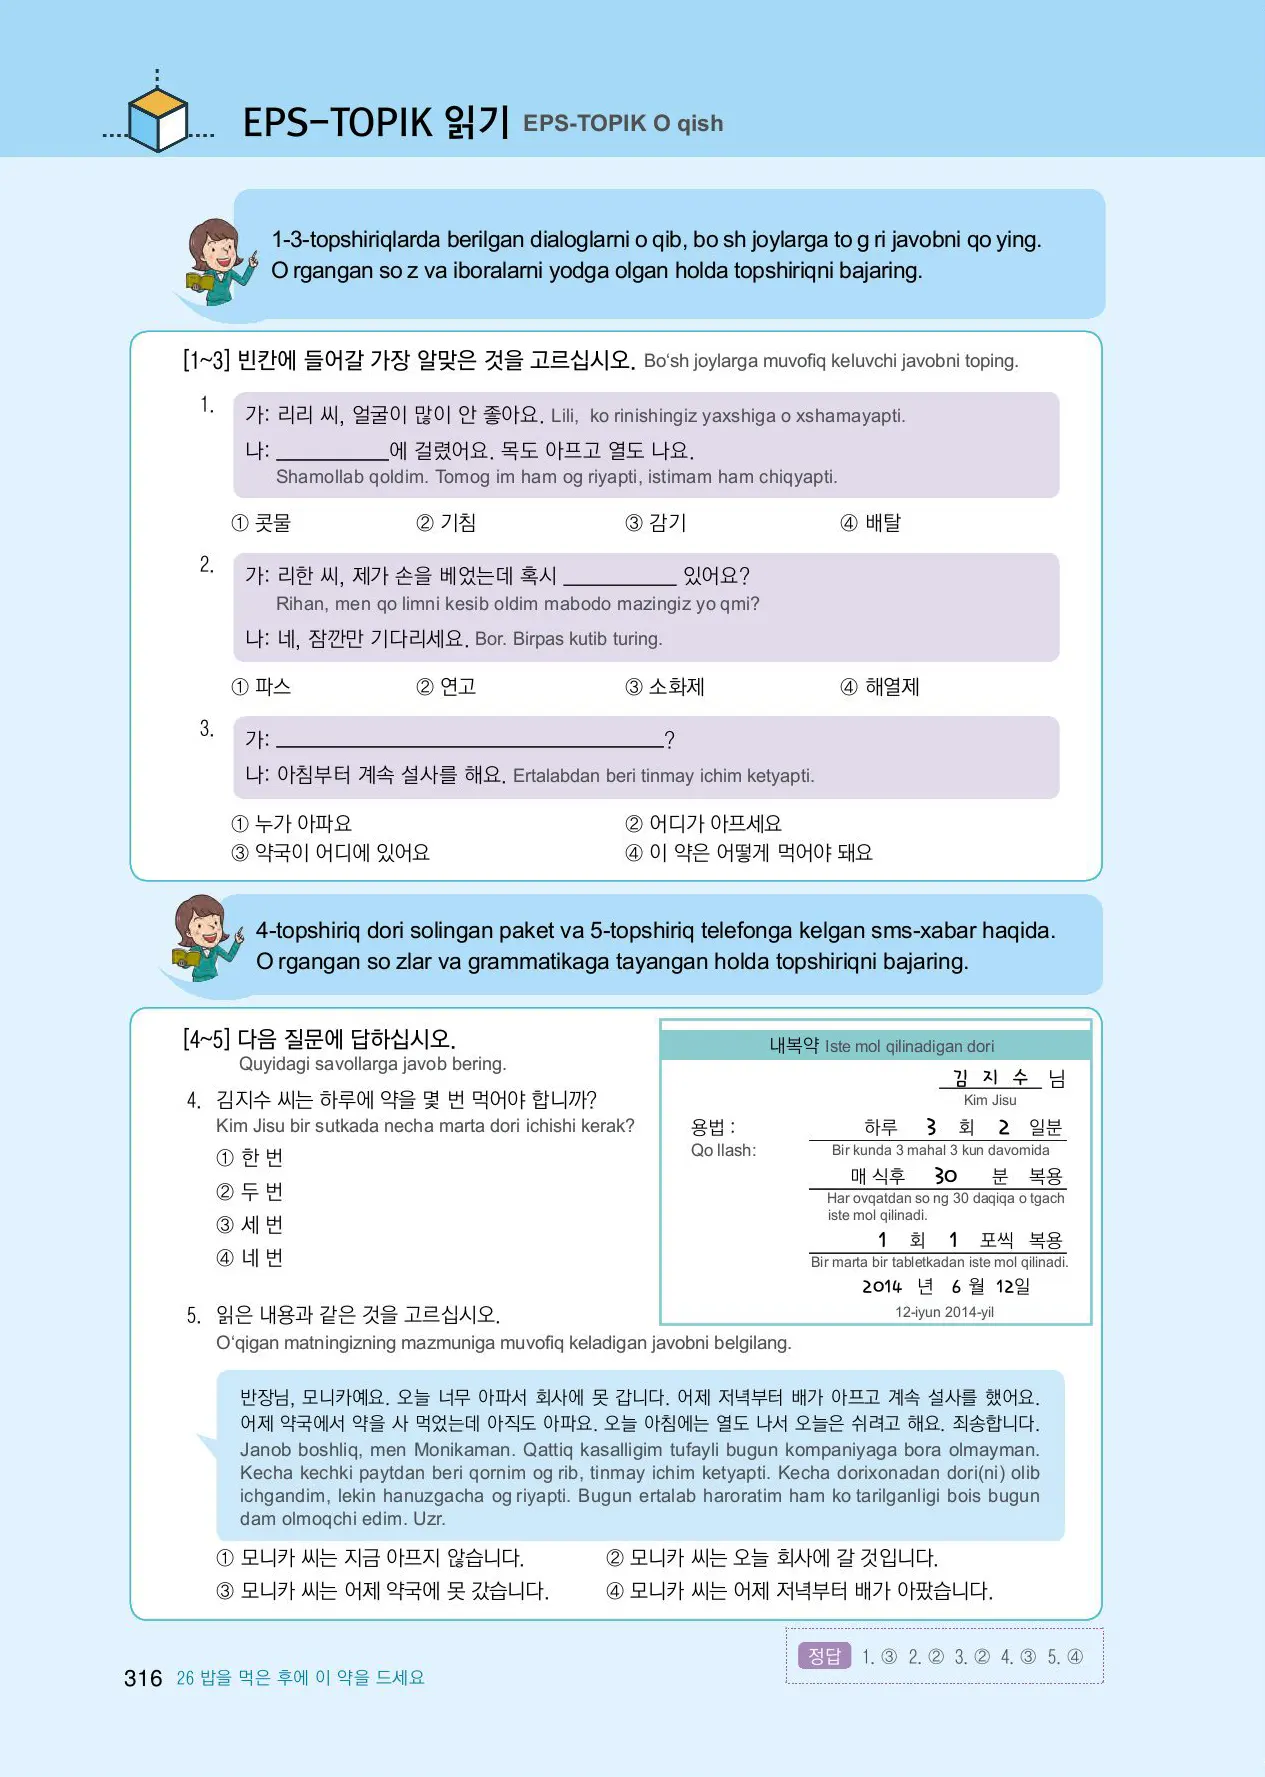 EPS-TOPIK 읽기 EPS-TOPIK O qish
1-3-topshiriqlarda berilgan dialoglarni o qib, bo sh joylarga to g ri javobni qo ying.
O rgangan so z va iboralarni yodga olgan holda topshiriqni bajaring.
[1~3] 빈칸에 들어갈 가장 알맞은 것을 고르십시오. Bo‘sh joylarga muvofiq keluvchi javobni toping.
1.
가: 리리 씨, 얼굴이 많이 안 좋아요. Lili, ko rinishingiz yaxshiga o xshamayapti.
나: ___________에 걸렸어요. 목도 아프고 열도 나요.
Shamollab qoldim. Tomog im ham og riyapti, istimam ham chiqyapti.
① 콧물 ② 기침 ③ 감기 ④ 배탈
2.
가: 리한 씨, 제가 손을 베었는데 혹시 ___________ 있어요?
Rihan, men qo limni kesib oldim mabodo mazingiz yo qmi?
나: 네, 잠깐만 기다리세요. Bor. Birpas kutib turing.
① 파스 ② 연고 ③ 소화제 ④ 해열제
3.
가: ______________________________________?
나: 아침부터 계속 설사를 해요. Ertalabdan beri tinmay ichim ketyapti.
① 누가 아파요 ② 어디가 아프세요
③ 약국이 어디에 있어요 ④ 이 약은 어떻게 먹어야 돼요
4-topshiriq dori solingan paket va 5-topshiriq telefonga kelgan sms-xabar haqida.
O rgangan so zlar va grammatikaga tayangan holda topshiriqni bajaring.
[4~5] 다음 질문에 답하십시오.
Quyidagi savollarga javob bering.
4. 김지수 씨는 하루에 약을 몇 번 먹어야 합니까?
Kim Jisu bir sutkada necha marta dori ichishi kerak?
① 한 번
② 두 번
③ 세 번
④ 네 번
내복약 Iste mol qilinadigan dori
김 지 수 님
Kim Jisu
용법 : 하루 3 회 2 일분
Qo llash: Bir kunda 3 mahal 3 kun davomida
매 식후 30 분 복용
Har ovqatdan so ng 30 daqiqa o tgach
iste mol qilinadi.
1 회 1 포씩 복용
Bir marta bir tabletkadan iste mol qilinadi.
2014 년 6 월 12일
12-iyun 2014-yil
5. 읽은 내용과 같은 것을 고르십시오.
O‘qigan matningizning mazmuniga muvofiq keladigan javobni belgilang.
반장님, 모니카예요. 오늘 너무 아파서 회사에 못 갑니다. 어제 저녁부터 배가 아프고 계속 설사를 했어요.
어제 약국에서 약을 사 먹었는데 아직도 아파요. 오늘 아침에는 열도 나서 오늘은 쉬려고 해요. 죄송합니다.
Janob boshliq, men Monikaman. Qattiq kasalligim tufayli bugun kompaniyaga bora olmayman.
Kecha kechki paytdan beri qornim og rib, tinmay ichim ketyapti. Kecha dorixonadan dori(ni) olib
ichgandim, lekin hanuzgacha og riyapti. Bugun ertalab haroratim ham ko tarilganligi bois bugun
dam olmoqchi edim. Uzr.
① 모니카 씨는 지금 아프지 않습니다. ② 모니카 씨는 오늘 회사에 갈 것입니다.
③ 모니카 씨는 어제 약국에 못 갔습니다. ④ 모니카 씨는 어제 저녁부터 배가 아팠습니다.
정답 1. ③ 2. ② 3. ② 4. ③ 5. ④
316 26 밥을 먹은 후에 이 약을 드세요